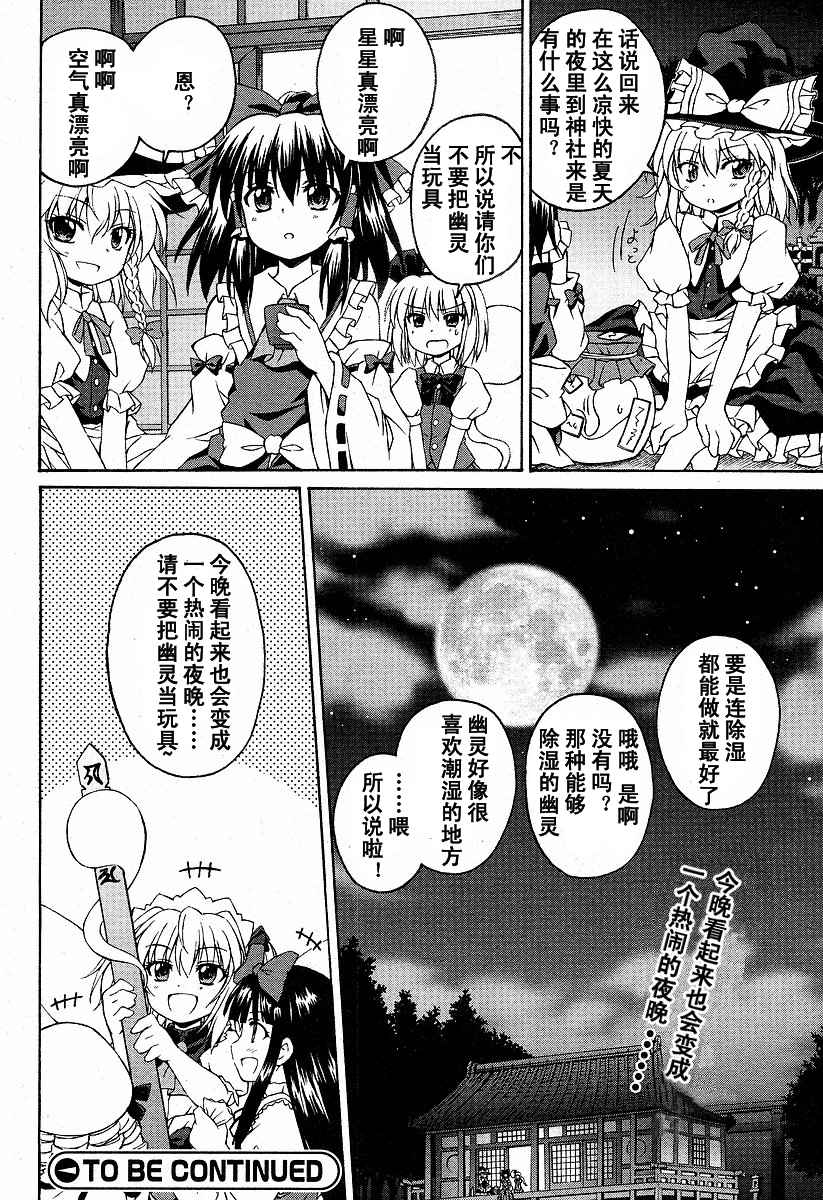 话说回来
在这么凉快的夏天
的夜里到神社来是
有什么事吗？
よっと
啊
星星真漂亮啊
不
所以说请你们
不要把幽灵
当玩具
恩？
啊啊
空气真漂亮啊
要是连除湿
都能做就最好了
哦哦 是啊
没有吗？
那种能够
除湿的幽灵
幽灵好像很
喜欢潮湿的地方
……喂
所以说啦！
今晚看起来也会变成
一个热闹的夜晚……
今晚看起来也会变成
一个热闹的夜晚……
请不要把幽灵当玩具~
TO BE CONTINUED